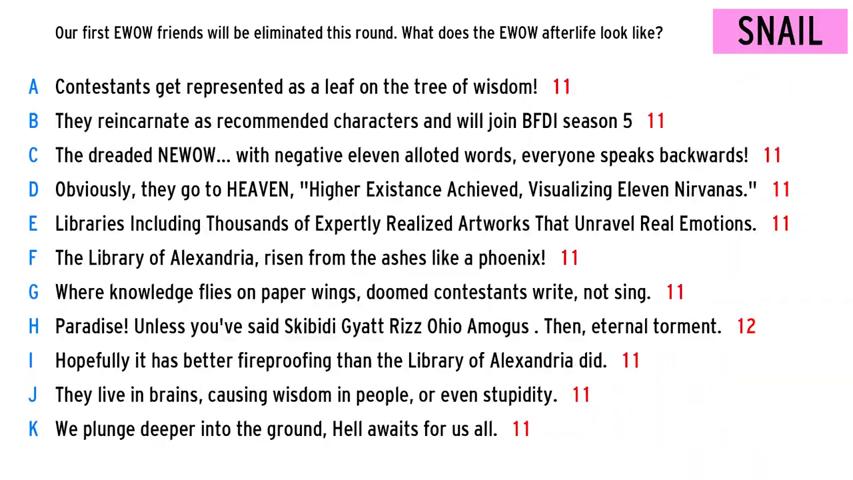 Our first EWOW friends will be eliminated this round. What does the EWOW afterlife look like?
SNAIL
A Contestants get represented as a leaf on the tree of wisdom! 11
B They reincarnate as recommended characters and will join BFDI season 5 11
C The dreaded NEWOW... with negative eleven alloted words, everyone speaks backwards! 11
D Obviously, they go to HEAVEN, "Higher Existance Achieved, Visualizing Eleven Nirvanas." 11
E Libraries Including Thousands of Expertly Realized Artworks That Unravel Real Emotions. 11
F The Library of Alexandria, risen from the ashes like a phoenix! 11
G Where knowledge flies on paper wings, doomed contestants write, not sing. 11
H Paradise! Unless you've said Skibidi Gyatt Rizz Ohio Amogus . Then, eternal torment. 12
I Hopefully it has better fireproofing than the Library of Alexandria did. 11
J They live in brains, causing wisdom in people, or even stupidity. 11
K We plunge deeper into the ground, Hell awaits for us all. 11